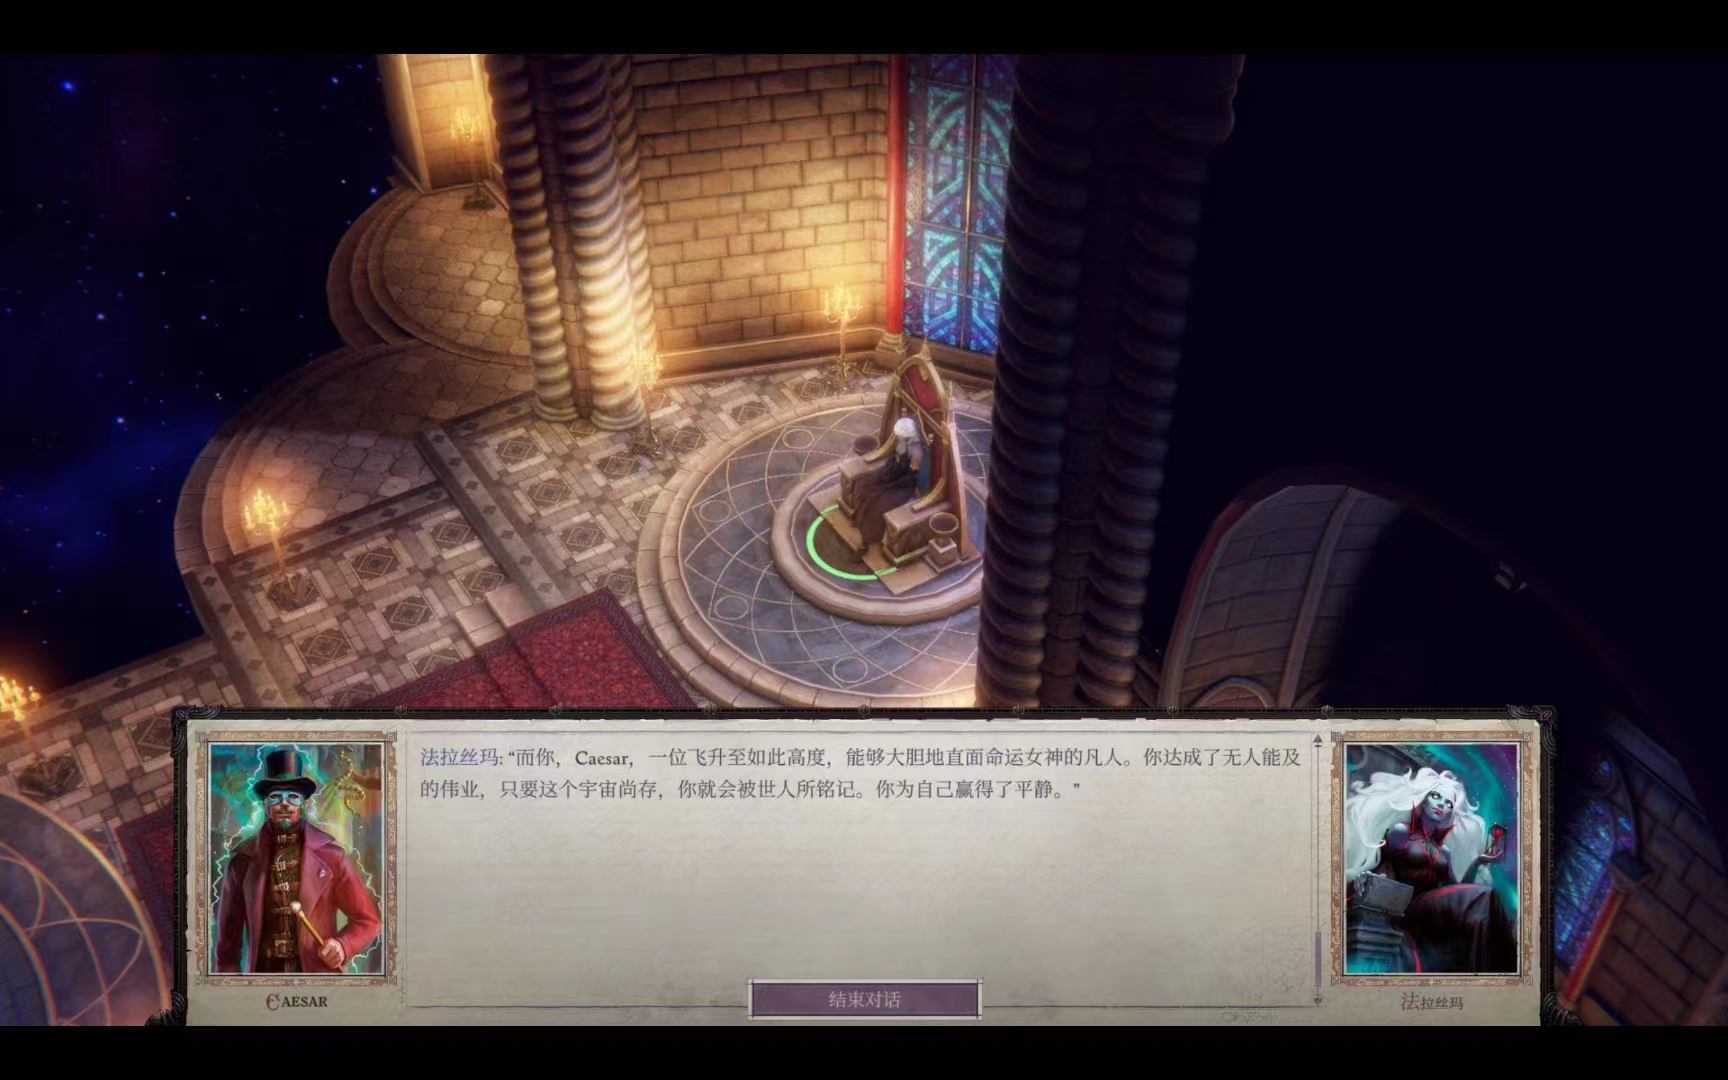 法拉丝玛: “而你，Caesar，一位飞升至如此高度，能够大胆地直面命运女神的凡人。你达成了无人能及
的伟业，只要这个宇宙尚存，你就会被世人所铭记。你为自己赢得了平静。”
结束对话
CAESAR
法拉丝玛